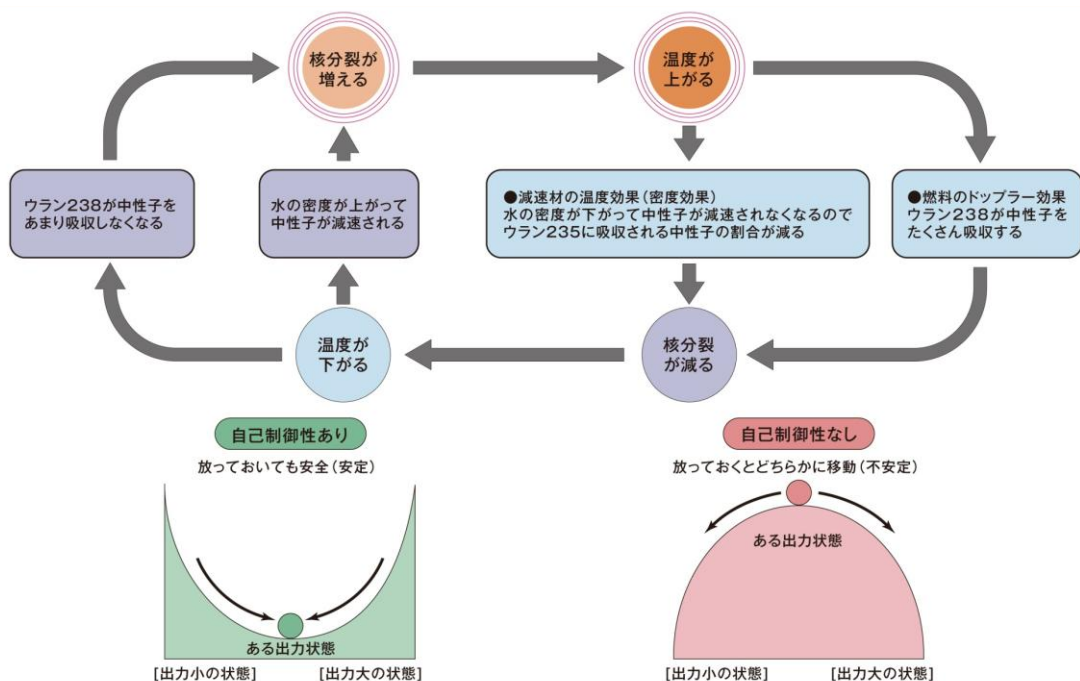 核分裂が
増える
温度が
上がる
ウラン238が中性子を
あまり吸収しなくなる
水の密度が上がって
中性子が減速される
●減速材の温度効果(密度効果)
水の密度が下がって中性子が減速されなくなるので
ウラン235に吸収される中性子の割合が減る
●燃料のドップラー効果
ウラン238が中性子を
たくさん吸収する
温度が
下がる
核分裂
が減る
自己制御性あり
放っておいても安全(安定)
ある出力状態
[出力小の状態]
[出力大の状態]
自己制御性なし
放っておくとどちらかに移動(不安定)
ある出力状態
[出力小の状態]
[出力大の状態]